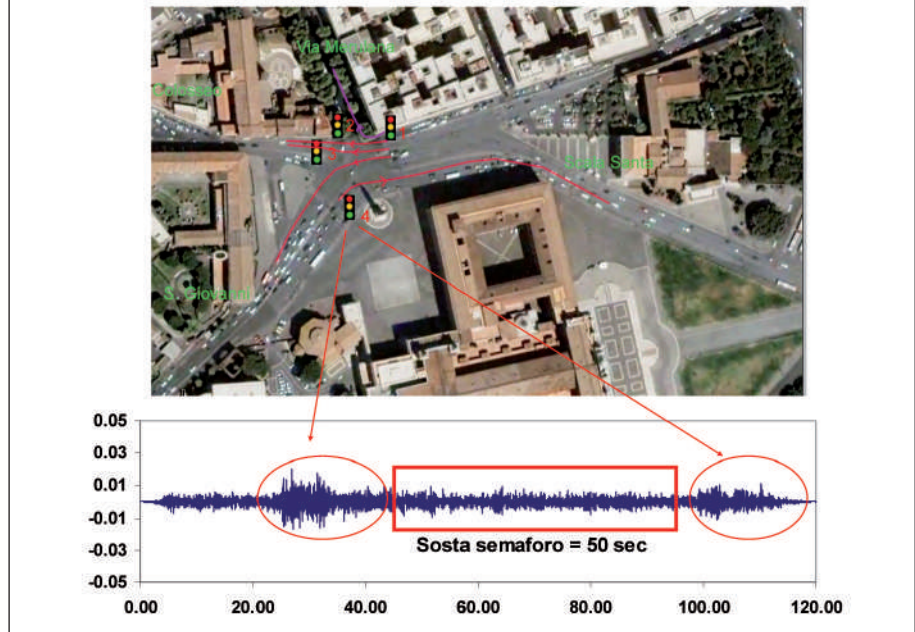 Via Merulana
Colosseo
2
1
3
Scala Santa
4
S. Giovanni
0.05
0.03
0.01
-0.01
-0.03
-0.05
Sosta semaforo = 50 sec
0.00 20.00 40.00 60.00 80.00 100.00 120.00